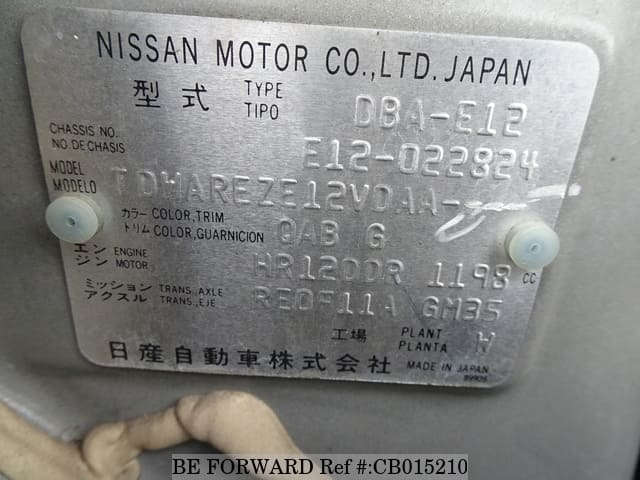 NISSAN MOTOR CO.,LTD. JAPAN
型式 TYPE TIPO DBA-E12
CHASSIS NO. NO.DE CHASIS E12-022824
MODEL MODELO TDWAREZE12VDAA-
カラー COLOR,TRIM トリム COLOR,GUARNICION QAB G
エンジン ENGINE MOTOR HR12DDR 1198 CC
ミッション TRANS.,AXLE アクスル TRANS.,EJE RE0F11A GM35
工場 PLANT PLANTA W
日産自動車株式会社 MADE IN JAPAN
BE FORWARD Ref #:CB015210